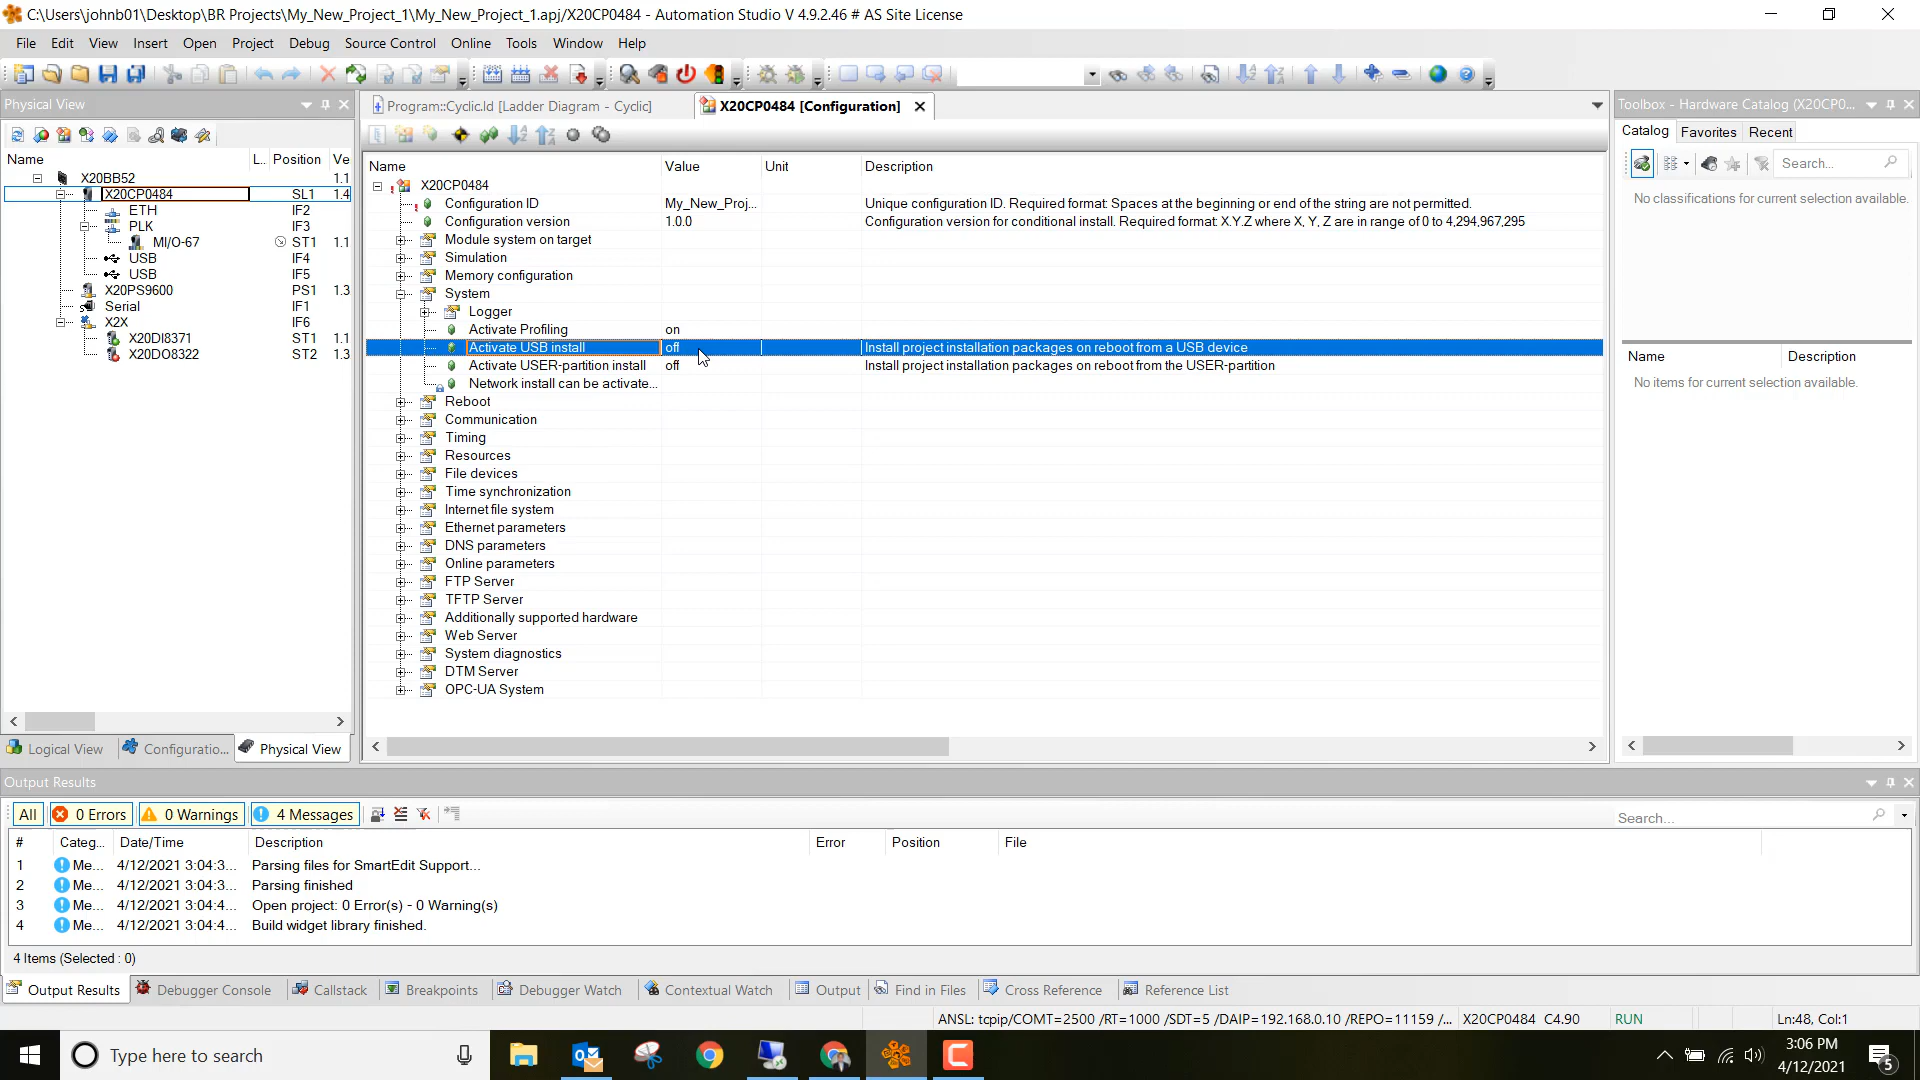 C:\Users\johnb01\Desktop\BR Projects\My_New_Project_1\My_New_Project_1.apj/X20CP0484 - Automation Studio V 4.9.2.46 # AS Site License
File Edit View Insert Open Project Debug Source Control Online Tools Window Help
Physical View
Name L.. Position Ve
X20BB52 1.1
X20CP0484 SL1 1.4
ETH IF2
PLK IF3
MI/O-67 ST1 1.1
USB IF4
USB IF5
X20PS9600 PS1 1.3
Serial IF1
X2X IF6
X20DI8371 ST1 1.1
X20DO8322 ST2 1.3
Logical View Configuratio... Physical View
Program::Cyclic.ld [Ladder Diagram - Cyclic] X20CP0484 [Configuration]
Name Value Unit Description
X20CP0484
Configuration ID My_New_Proj... Unique configuration ID. Required format: Spaces at the beginning or end of the string are not permitted.
Configuration version 1.0.0 Configuration version for conditional install. Required format: X.Y.Z where X, Y, Z are in range of 0 to 4,294,967,295
Module system on target
Simulation
Memory configuration
System
Logger
Activate Profiling on
Activate USB install off Install project installation packages on reboot from a USB device
Activate USER-partition install off Install project installation packages on reboot from the USER-partition
Network install can be activate...
Reboot
Communication
Timing
Resources
File devices
Time synchronization
Internet file system
Ethernet parameters
DNS parameters
Online parameters
FTP Server
TFTP Server
Additionally supported hardware
Web Server
System diagnostics
DTM Server
OPC-UA System
Toolbox - Hardware Catalog (X20CP0...
Catalog Favorites Recent
Search...
No classifications for current selection available.
Name Description
No items for current selection available.
Output Results
All 0 Errors 0 Warnings 4 Messages
Search...
# Categ... Date/Time Description Error Position File
1 Me... 4/12/2021 3:04:3... Parsing files for SmartEdit Support...
2 Me... 4/12/2021 3:04:3... Parsing finished
3 Me... 4/12/2021 3:04:4... Open project: 0 Error(s) - 0 Warning(s)
4 Me... 4/12/2021 3:04:4... Build widget library finished.
4 Items (Selected : 0)
Output Results Debugger Console Callstack Breakpoints Debugger Watch Contextual Watch Output Find in Files Cross Reference Reference List
ANSL: tcpip/COMT=2500 /RT=1000 /SDT=5 /DAIP=192.168.0.10 /REPO=11159 /... X20CP0484 C4.90 RUN Ln:48, Col:1
Type here to search
3:06 PM
4/12/2021
5